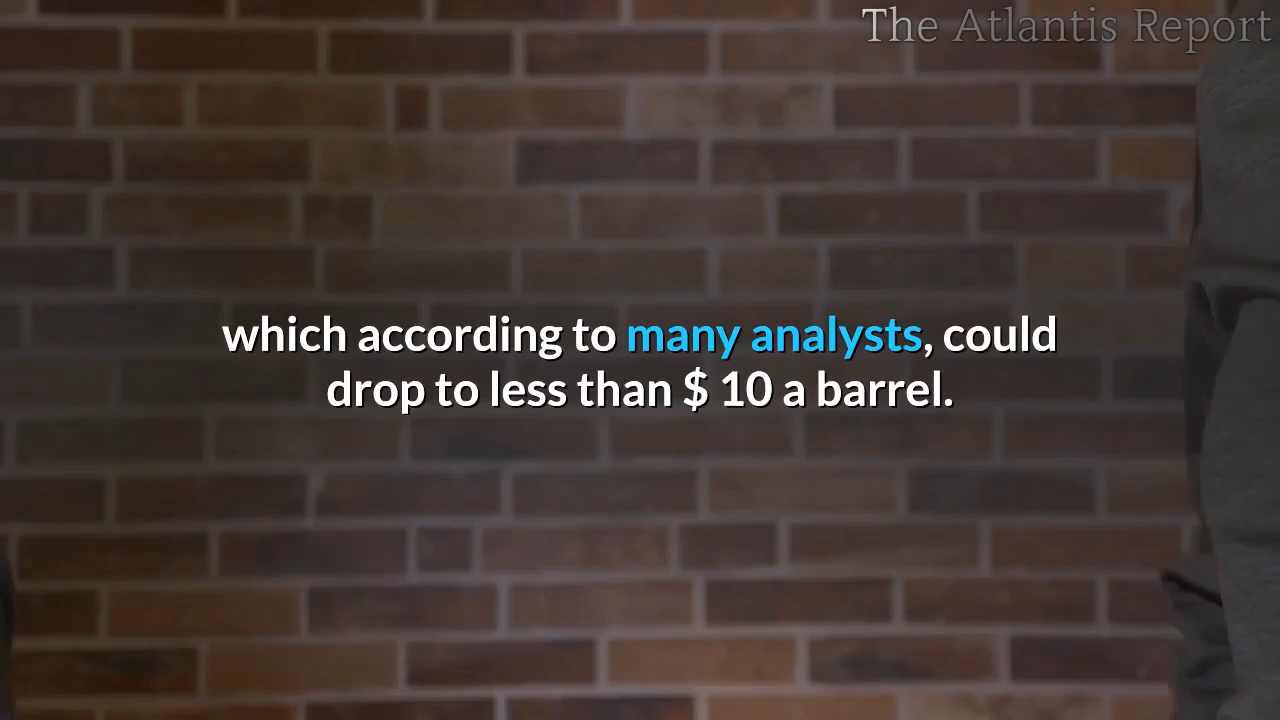 The Atlantis Report
which according to many analysts, could
drop to less than $ 10 a barrel.